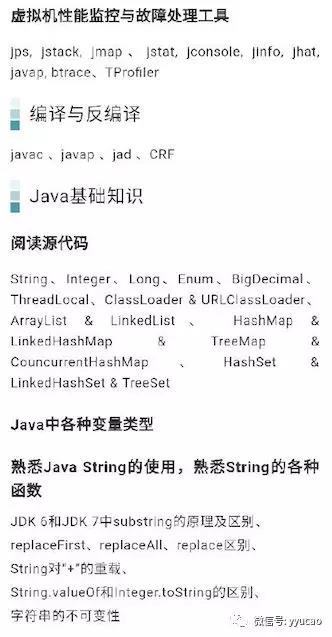 虚拟机性能监控与故障处理工具
jps, jstack, jmap 、jstat, jconsole, jinfo, jhat,
javap, btrace、TProfiler
编译与反编译
javac 、javap 、jad 、CRF
Java基础知识
阅读源代码
String、Integer、Long、Enum、BigDecimal、
ThreadLocal、ClassLoader & URLClassLoader、
ArrayList & LinkedList 、 HashMap &
LinkedHashMap & TreeMap &
CouncurrentHashMap 、 HashSet &
LinkedHashSet & TreeSet
Java中各种变量类型
熟悉Java String的使用，熟悉String的各种
函数
JDK 6和JDK 7中substring的原理及区别、
replaceFirst、replaceAll、replace区别、
String对“+”的重载、
String.valueOf和Integer.toString的区别、
字符串的不可变性
微信号: yyucao